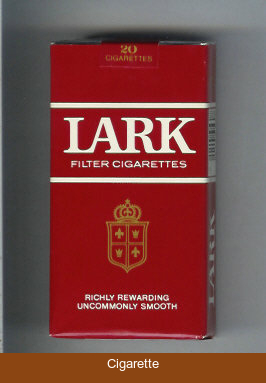 20
CIGARETTES
LARK
FILTER CIGARETTES
RICHLY REWARDING
UNCOMMONLY SMOOTH
LARK
Cigarette